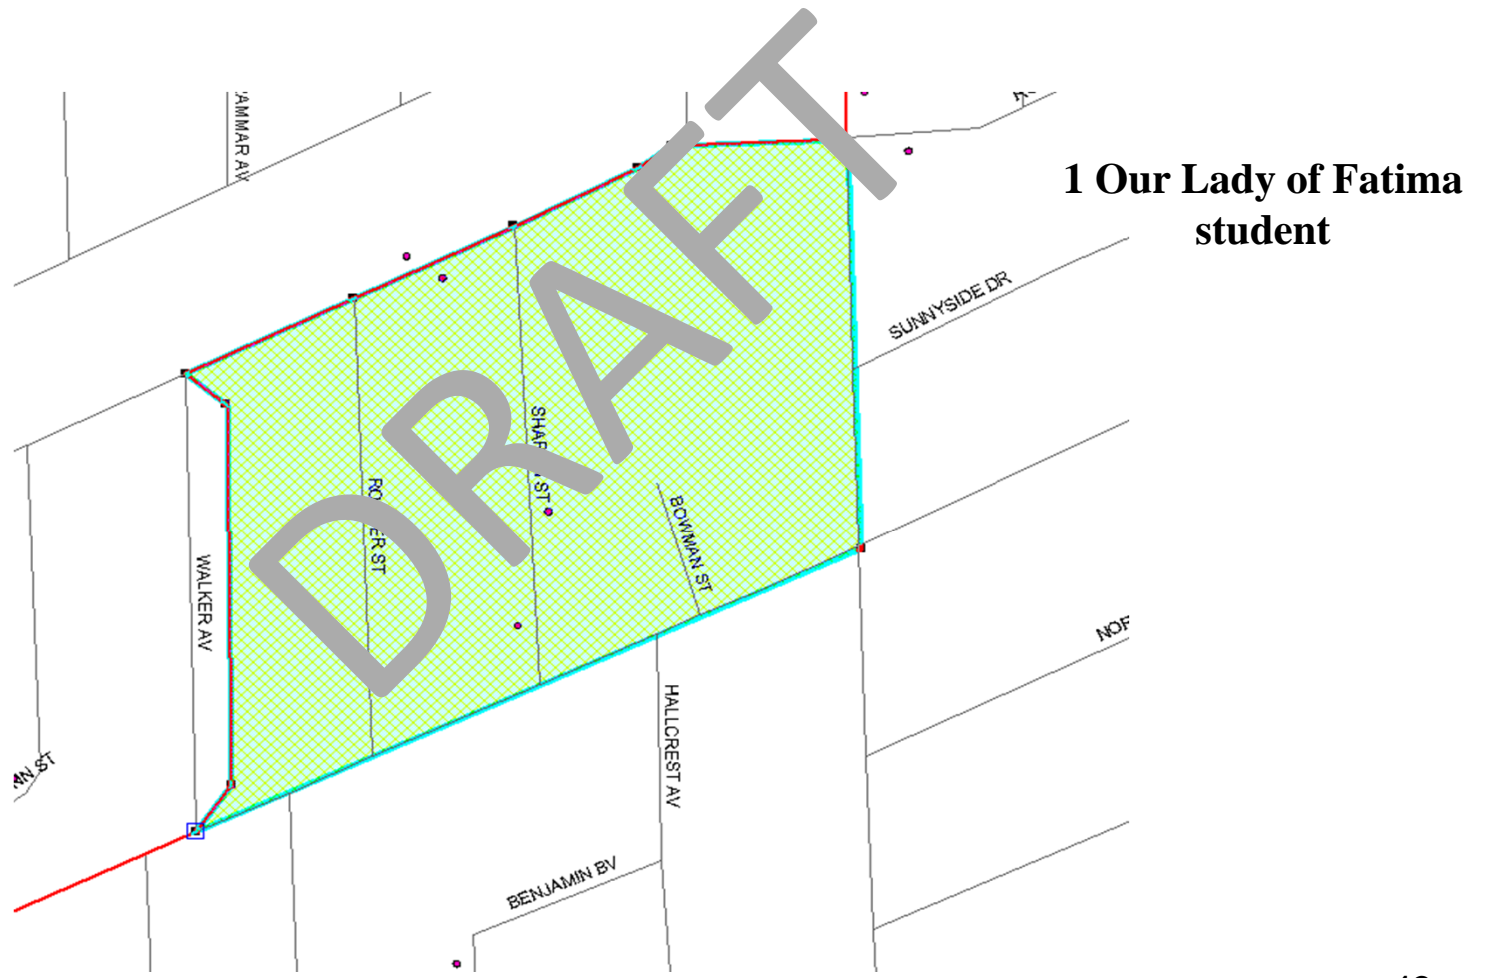 1 Our Lady of Fatima
student
SUNNYSIDE DR
BOWMAN ST
WALKER AV
HALLCREST AV
BENJAMIN BV
DRAFT